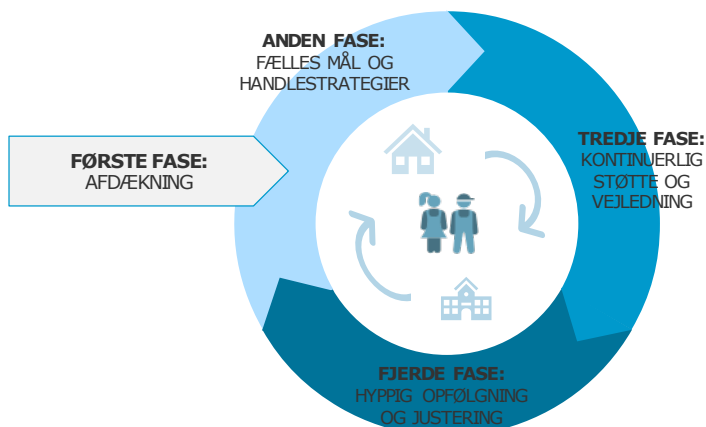 FØRSTE FASE:
AFDÆKNING
ANDEN FASE:
FÆLLES MÅL OG
HANDLESTRATEGIER
TREDJE FASE:
KONTINUERLIG
STØTTE OG
VEJLEDNING
FJERDE FASE:
HYPPIG OPFØLGNING
OG JUSTERING